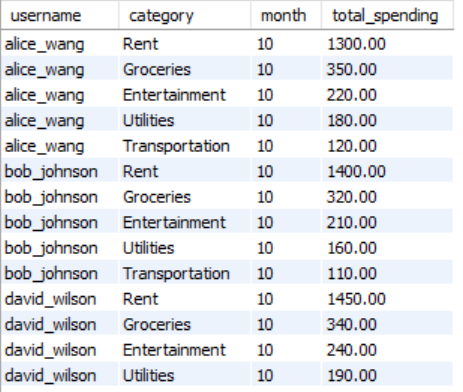 username category month total_spending
alice_wang Rent 10 1300.00
alice_wang Groceries 10 350.00
alice_wang Entertainment 10 220.00
alice_wang Utilities 10 180.00
alice_wang Transportation 10 120.00
bob_johnson Rent 10 1400.00
bob_johnson Groceries 10 320.00
bob_johnson Entertainment 10 210.00
bob_johnson Utilities 10 160.00
bob_johnson Transportation 10 110.00
david_wilson Rent 10 1450.00
david_wilson Groceries 10 340.00
david_wilson Entertainment 10 240.00
david_wilson Utilities 10 190.00